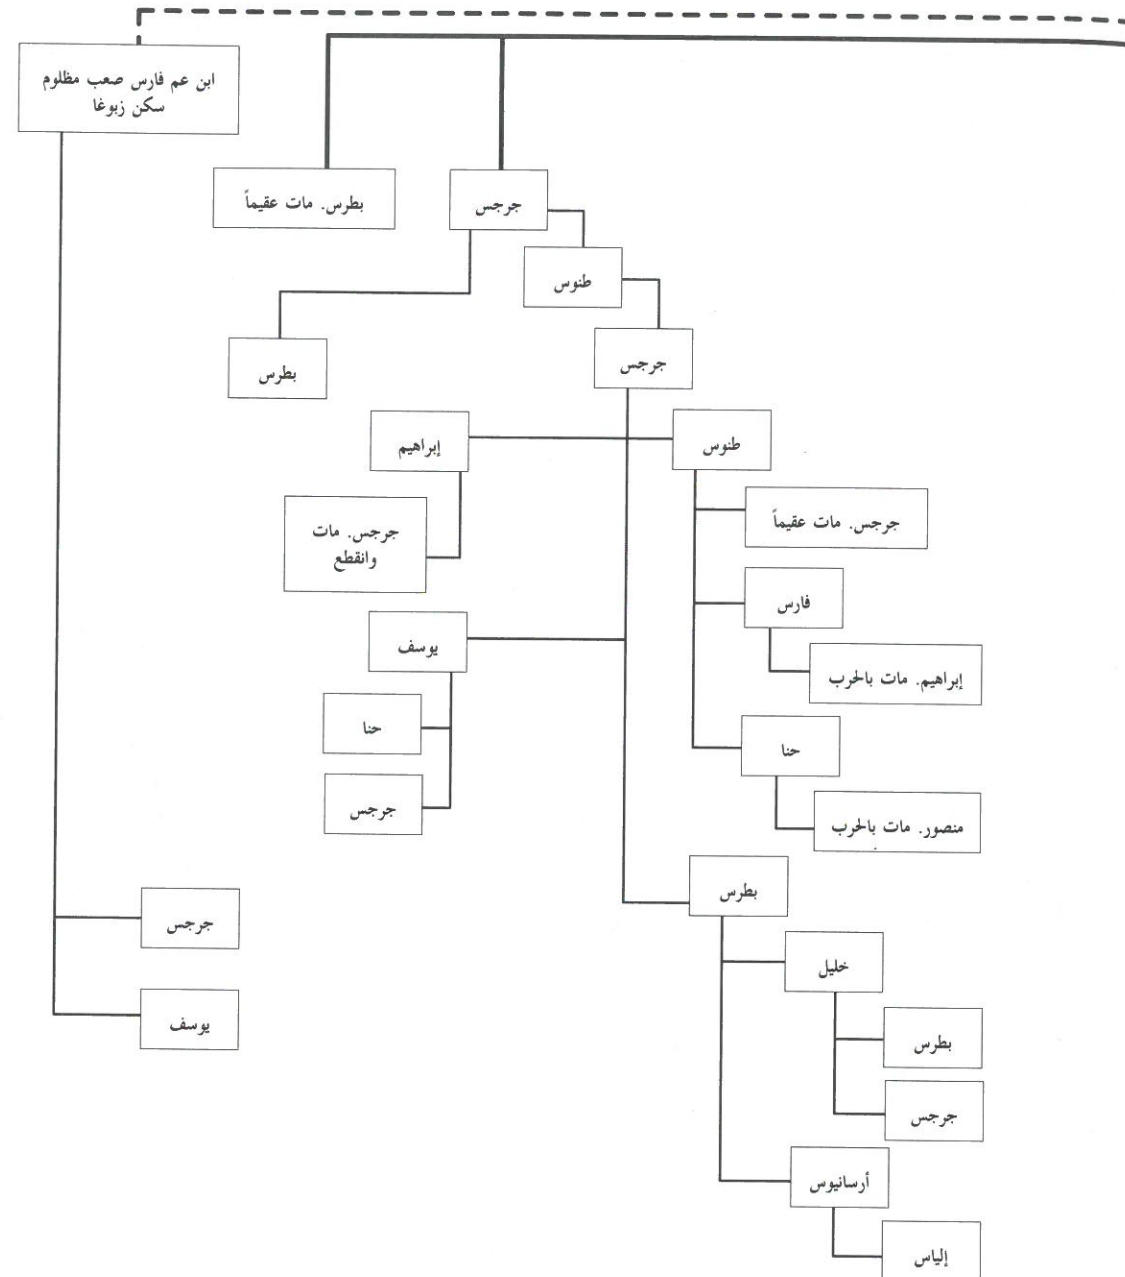 ابن عم فارس صعب مظلوم
سكن زبوغا
بطرس. مات عقيماً
جرجس
طنوس
بطرس
جرجس
طنوس
إبراهيم
جرجس. مات عقيماً
جرجس. مات
وانقطع
فارس
يوسف
إبراهيم. مات بالحرب
حنا
حنا
جرجس
منصور. مات بالحرب
بطرس
جرجس
خليل
يوسف
بطرس
جرجس
أرسانيوس
إلياس